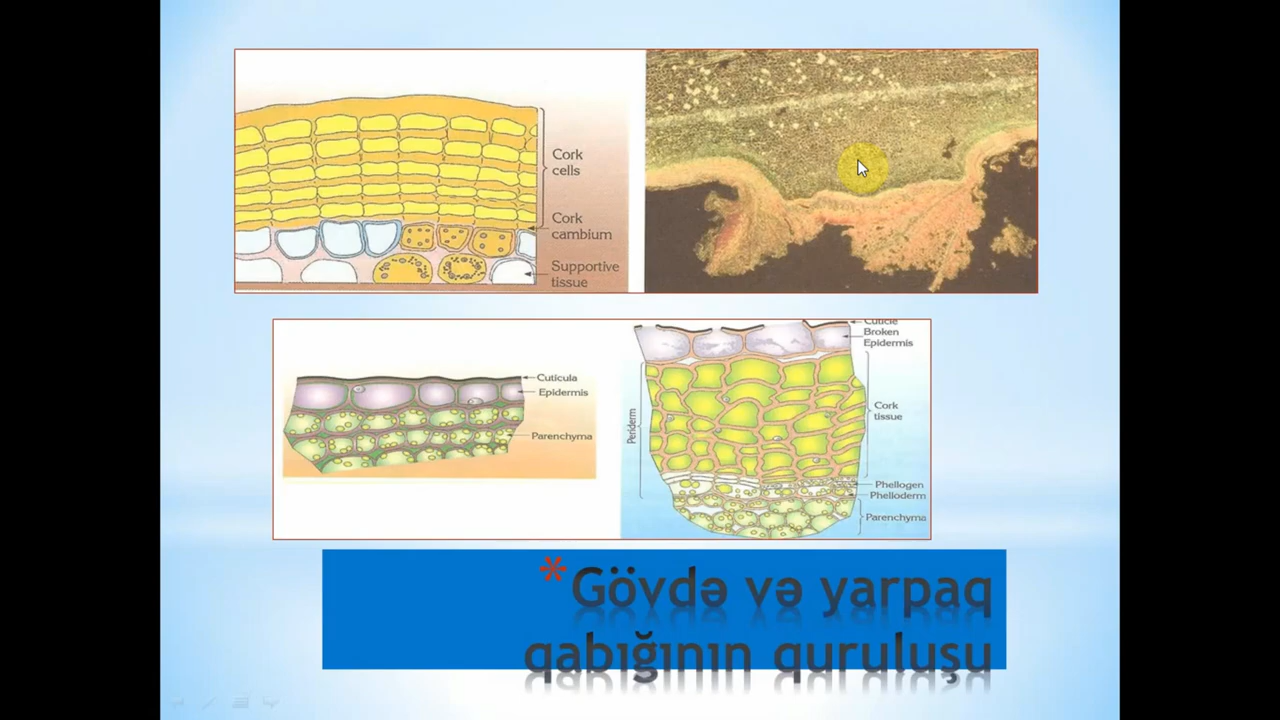 Cork
cells
Cork
cambium
Supportive
tissue
Cuticula
Epidermis
Parenchyma
Cuticle
Broken
Epidermis
Periderm
Cork
tissue
Phellogen
Phelloderm
Parenchyma
*Gövdə və yarpaq
qabığının quruluşu